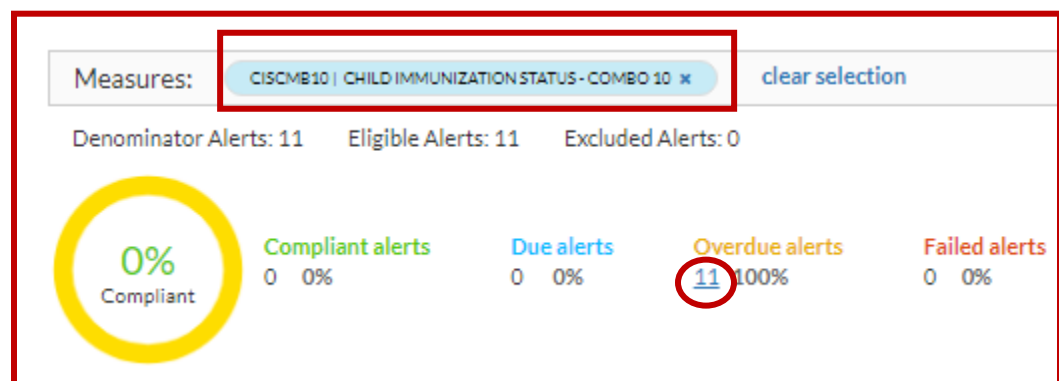 Measures: CISCMB10 | CHILD IMMUNIZATION STATUS - COMBO 10 × clear selection
Denominator Alerts: 11 Eligible Alerts: 11 Excluded Alerts: 0
0%
Compliant
Compliant alerts
0 0%
Due alerts
0 0%
Overdue alerts
11 100%
Failed alerts
0 0%